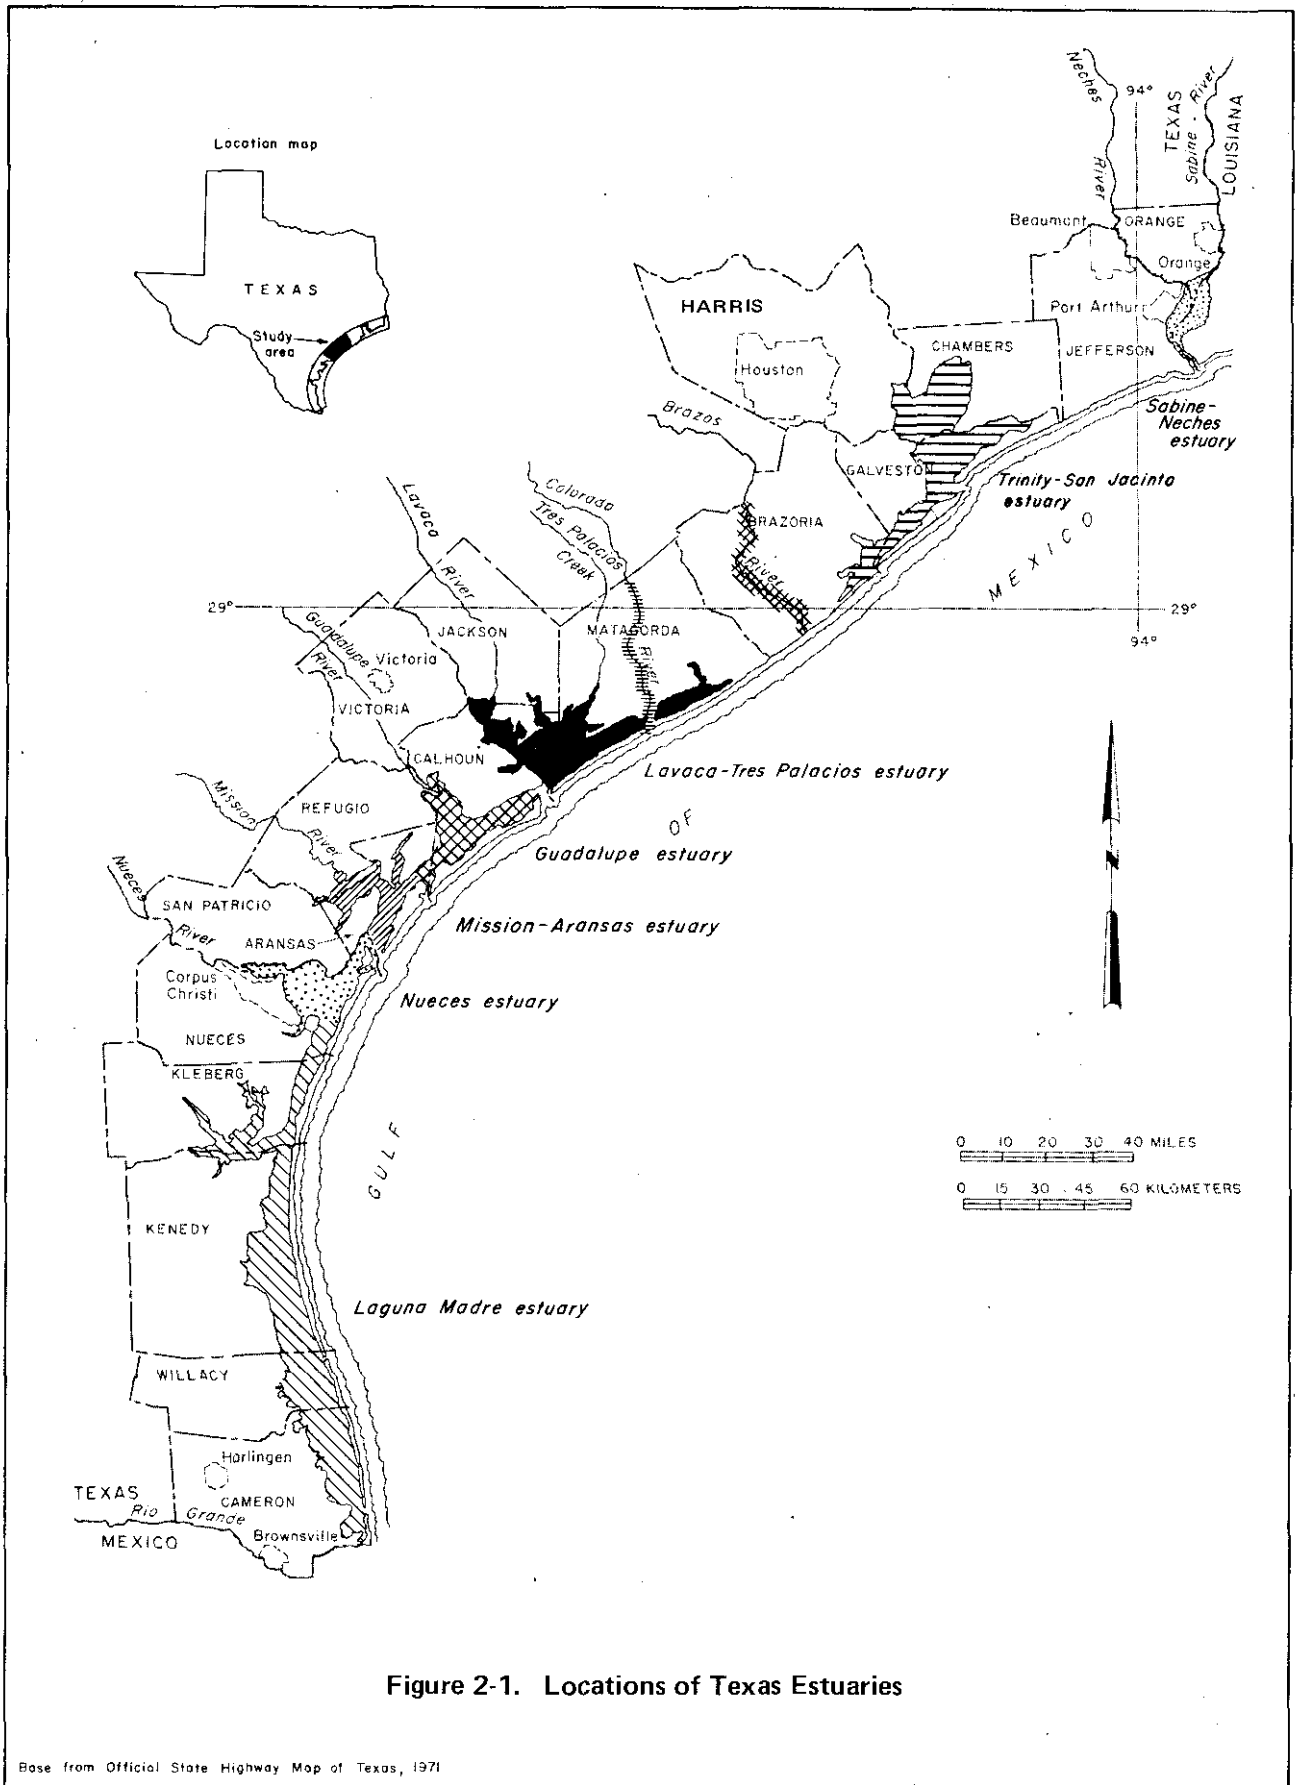 Location map
TEXAS
Study
area
Neches
River
94°
TEXAS
Sabine - River
LOUISIANA
Beaumont
ORANGE
Orange
Port Arthur
HARRIS
Houston
CHAMBERS
JEFFERSON
Sabine-
Neches
estuary
Brazos
River
GALVESTON
Trinity-San Jacinto
estuary
BRAZORIA
Lavaca
River
Colorado
River
Tres Palacios
Creek
29°
29°
94°
JACKSON
MATAGORDA
Guadalupe
River
Victoria
VICTORIA
CALHOUN
Lavaca-Tres Palacios estuary
Mission
River
REFUGIO
Guadalupe estuary
Nueces
River
SAN PATRICIO
ARANSAS
Mission-Aransas estuary
Corpus
Christi
Nueces estuary
NUECES
KLEBERG
GULF
OF
MEXICO
0 10 20 30 40 MILES
0 15 30 45 60 KILOMETERS
KENEDY
Laguna Madre estuary
WILLACY
Harlingen
CAMERON
TEXAS
Rio Grande
MEXICO
Brownsville
Figure 2-1. Locations of Texas Estuaries
Base from Official State Highway Map of Texas, 1971